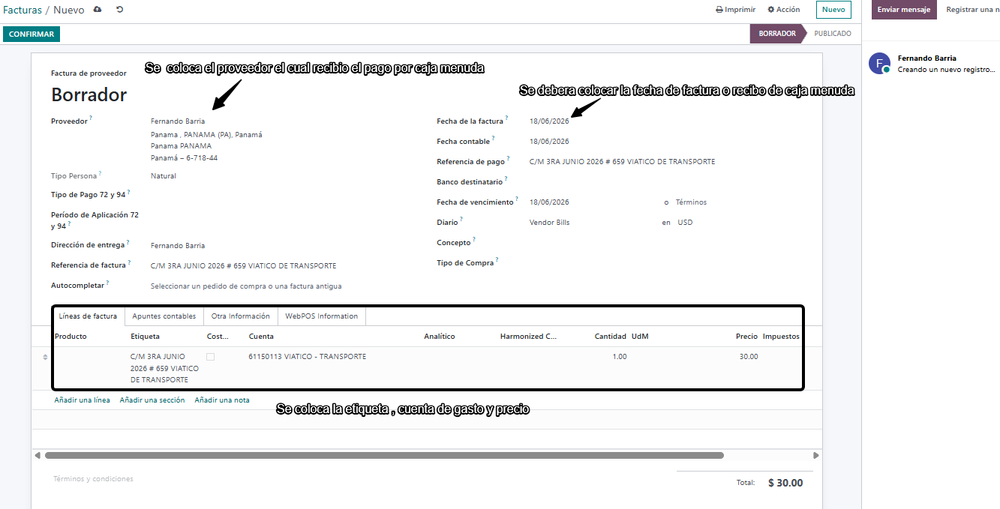 Facturas / Nuevo
Imprimir Acción Nuevo
Enviar mensaje Registrar una n
CONFIRMAR
BORRADOR PUBLICADO
Fernando Barria
Creando un nuevo registro...
Factura de proveedor
Se coloca el proveedor el cual recibio el pago por caja menuda
Borrador
Se debera colocar la fecha de factura o recibo de caja menuda
Proveedor ? Fernando Barria
Panama , PANAMA (PA), Panamá
Panama PANAMA
Panamá – 6-718-44
Tipo Persona ? Natural
Tipo de Pago 72 y 94 ?
Período de Aplicación 72
y 94 ?
Dirección de entrega ? Fernando Barria
Referencia de factura ? C/M 3RA JUNIO 2026 # 659 VIATICO DE TRANSPORTE
Autocompletar ? Seleccionar un pedido de compra o una factura antigua
Fecha de la factura ? 18/06/2026
Fecha contable ? 18/06/2026
Referencia de pago ? C/M 3RA JUNIO 2026 # 659 VIATICO DE TRANSPORTE
Banco destinatario ?
Fecha de vencimiento ? 18/06/2026 o Términos
Diario ? Vendor Bills en USD
Concepto ?
Tipo de Compra ?
Líneas de factura Apuntes contables Otra Información WebPOS Information
Producto Etiqueta Cost... Cuenta Analítico Harmonized C... Cantidad UdM Precio Impuestos
C/M 3RA JUNIO 61150113 VIATICO - TRANSPORTE 1.00 30.00
2026 # 659 VIATICO
DE TRANSPORTE
Añadir una línea Añadir una sección Añadir una nota
Se coloca la etiqueta , cuenta de gasto y precio
Términos y condiciones
Total: $ 30.00
F